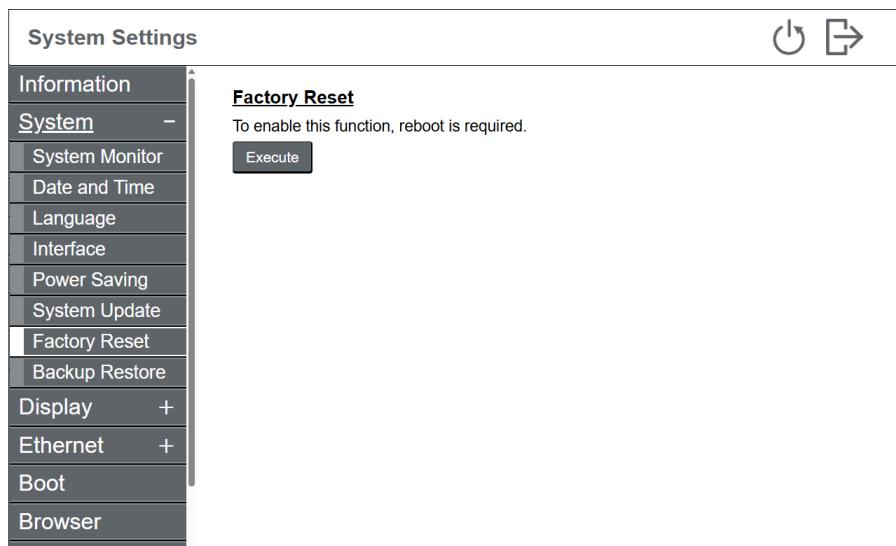 System Settings
Information
System −
System Monitor
Date and Time
Language
Interface
Power Saving
System Update
Factory Reset
Backup Restore
Display +
Ethernet +
Boot
Browser
Factory Reset
To enable this function, reboot is required.
Execute